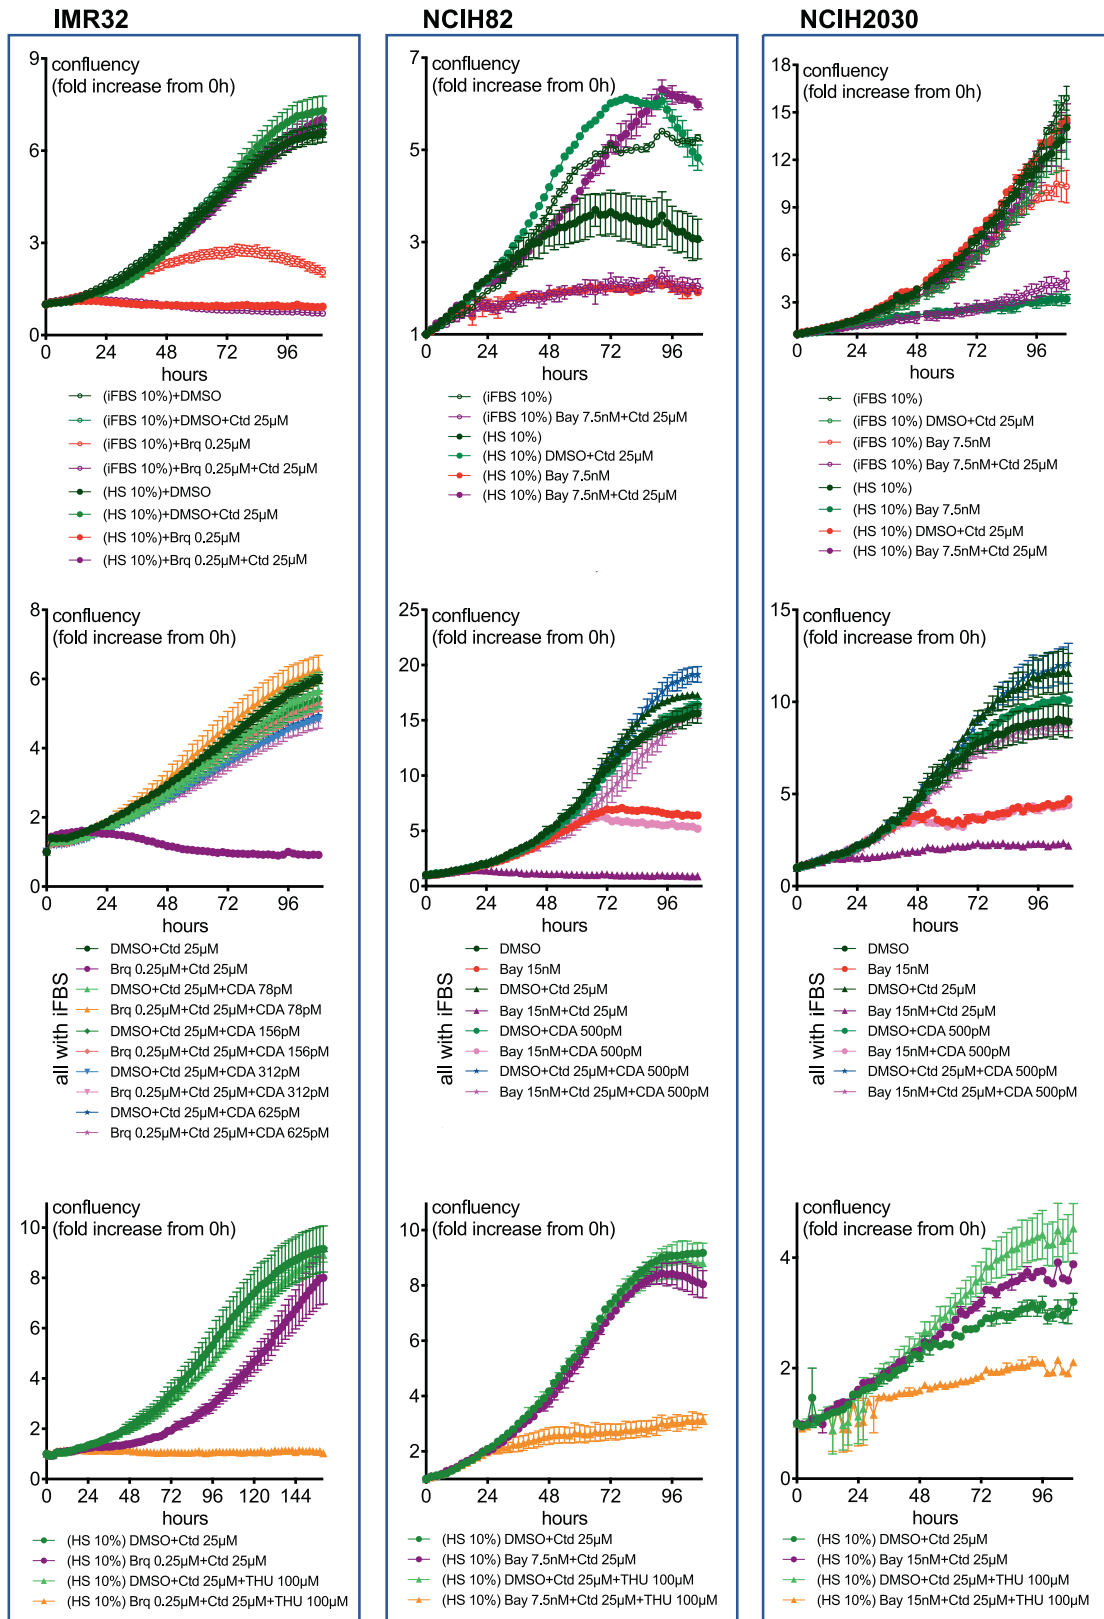 IMR32
NCIH82
NCIH2030
confluency
(fold increase from 0h)
9
6
3
0
0 24 48 72 96
hours
(iFBS 10%)+DMSO
(iFBS 10%)+DMSO+Ctd 25µM
(iFBS 10%)+Brq 0.25µM
(iFBS 10%)+Brq 0.25µM+Ctd 25µM
(HS 10%)+DMSO
(HS 10%)+DMSO+Ctd 25µM
(HS 10%)+Brq 0.25µM
(HS 10%)+Brq 0.25µM+Ctd 25µM
confluency
(fold increase from 0h)
7
5
3
1
0 24 48 72 96
hours
(iFBS 10%)
(iFBS 10%) Bay 7.5nM+Ctd 25µM
(HS 10%)
(HS 10%) DMSO+Ctd 25µM
(HS 10%) Bay 7.5nM
(HS 10%) Bay 7.5nM+Ctd 25µM
confluency
(fold increase from 0h)
18
15
12
9
6
3
0 24 48 72 96
hours
(iFBS 10%)
(iFBS 10%) DMSO+Ctd 25µM
(iFBS 10%) Bay 7.5nM
(iFBS 10%) Bay 7.5nM+Ctd 25µM
(HS 10%)
(HS 10%) Bay 7.5nM
(HS 10%) DMSO+Ctd 25µM
(HS 10%) Bay 7.5nM+Ctd 25µM
confluency
(fold increase from 0h)
8
6
4
2
0
0 24 48 72 96
hours
all with iFBS
DMSO+Ctd 25µM
Brq 0.25µM+Ctd 25µM
DMSO+Ctd 25µM+CDA 78pM
Brq 0.25µM+Ctd 25µM+CDA 78pM
DMSO+Ctd 25µM+CDA 156pM
Brq 0.25µM+Ctd 25µM+CDA 156pM
DMSO+Ctd 25µM+CDA 312pM
Brq 0.25µM+Ctd 25µM+CDA 312pM
DMSO+Ctd 25µM+CDA 625pM
Brq 0.25µM+Ctd 25µM+CDA 625pM
confluency
(fold increase from 0h)
25
20
15
10
5
0
0 24 48 72 96
hours
all with iFBS
DMSO
Bay 15nM
DMSO+Ctd 25µM
Bay 15nM+Ctd 25µM
DMSO+CDA 500pM
Bay 15nM+CDA 500pM
DMSO+Ctd 25µM+CDA 500pM
Bay 15nM+Ctd 25µM+CDA 500pM
confluency
(fold increase from 0h)
15
10
5
0
0 24 48 72 96
hours
all with iFBS
DMSO
Bay 15nM
DMSO+Ctd 25µM
Bay 15nM+Ctd 25µM
DMSO+CDA 500pM
Bay 15nM+CDA 500pM
DMSO+Ctd 25µM+CDA 500pM
Bay 15nM+Ctd 25µM+CDA 500pM
confluency
(fold increase from 0h)
10
8
6
4
2
0
0 24 48 72 96 120 144
hours
(HS 10%) DMSO+Ctd 25µM
(HS 10%) Brq 0.25µM+Ctd 25µM
(HS 10%) DMSO+Ctd 25µM+THU 100µM
(HS 10%) Brq 0.25µM+Ctd 25µM+THU 100µM
confluency
(fold increase from 0h)
10
8
6
4
2
0 24 48 72 96
hours
(HS 10%) DMSO+Ctd 25µM
(HS 10%) Bay 7.5nM+Ctd 25µM
(HS 10%) DMSO+Ctd 25µM+THU 100µM
(HS 10%) Bay 7.5nM+Ctd 25µM+THU 100µM
confluency
(fold increase from 0h)
4
2
0
0 24 48 72 96
hours
(HS 10%) DMSO+Ctd 25µM
(HS 10%) Bay 15nM+Ctd 25µM
(HS 10%) DMSO+Ctd 25µM+THU 100µM
(HS 10%) Bay 15nM+Ctd 25µM+THU 100µM